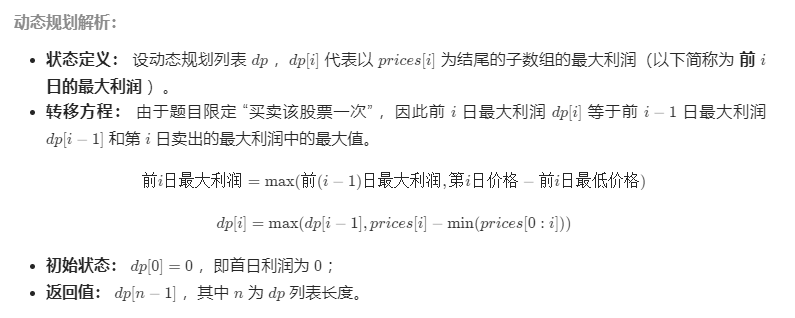 动态规划解析：
• 状态定义： 设动态规划列表 dp ，dp[i] 代表以 prices[i] 为结尾的子数组的最大利润（以下简称为 前 i
日的最大利润 ）。
• 转移方程： 由于题目限定 “买卖该股票一次” ，因此前 i 日最大利润 dp[i] 等于前 i − 1 日最大利润
dp[i − 1] 和第 i 日卖出的最大利润中的最大值。
前i日最大利润 = max(前(i − 1)日最大利润, 第i日价格 − 前i日最低价格)
dp[i] = max(dp[i − 1], prices[i] − min(prices[0 : i]))
• 初始状态： dp[0] = 0 ，即首日利润为 0 ；
• 返回值： dp[n − 1] ，其中 n 为 dp 列表长度。